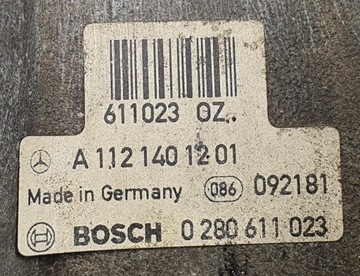 611023 OZ..
A 112 140 12 01
Made in Germany 086 092181
BOSCH 0 280 611 023